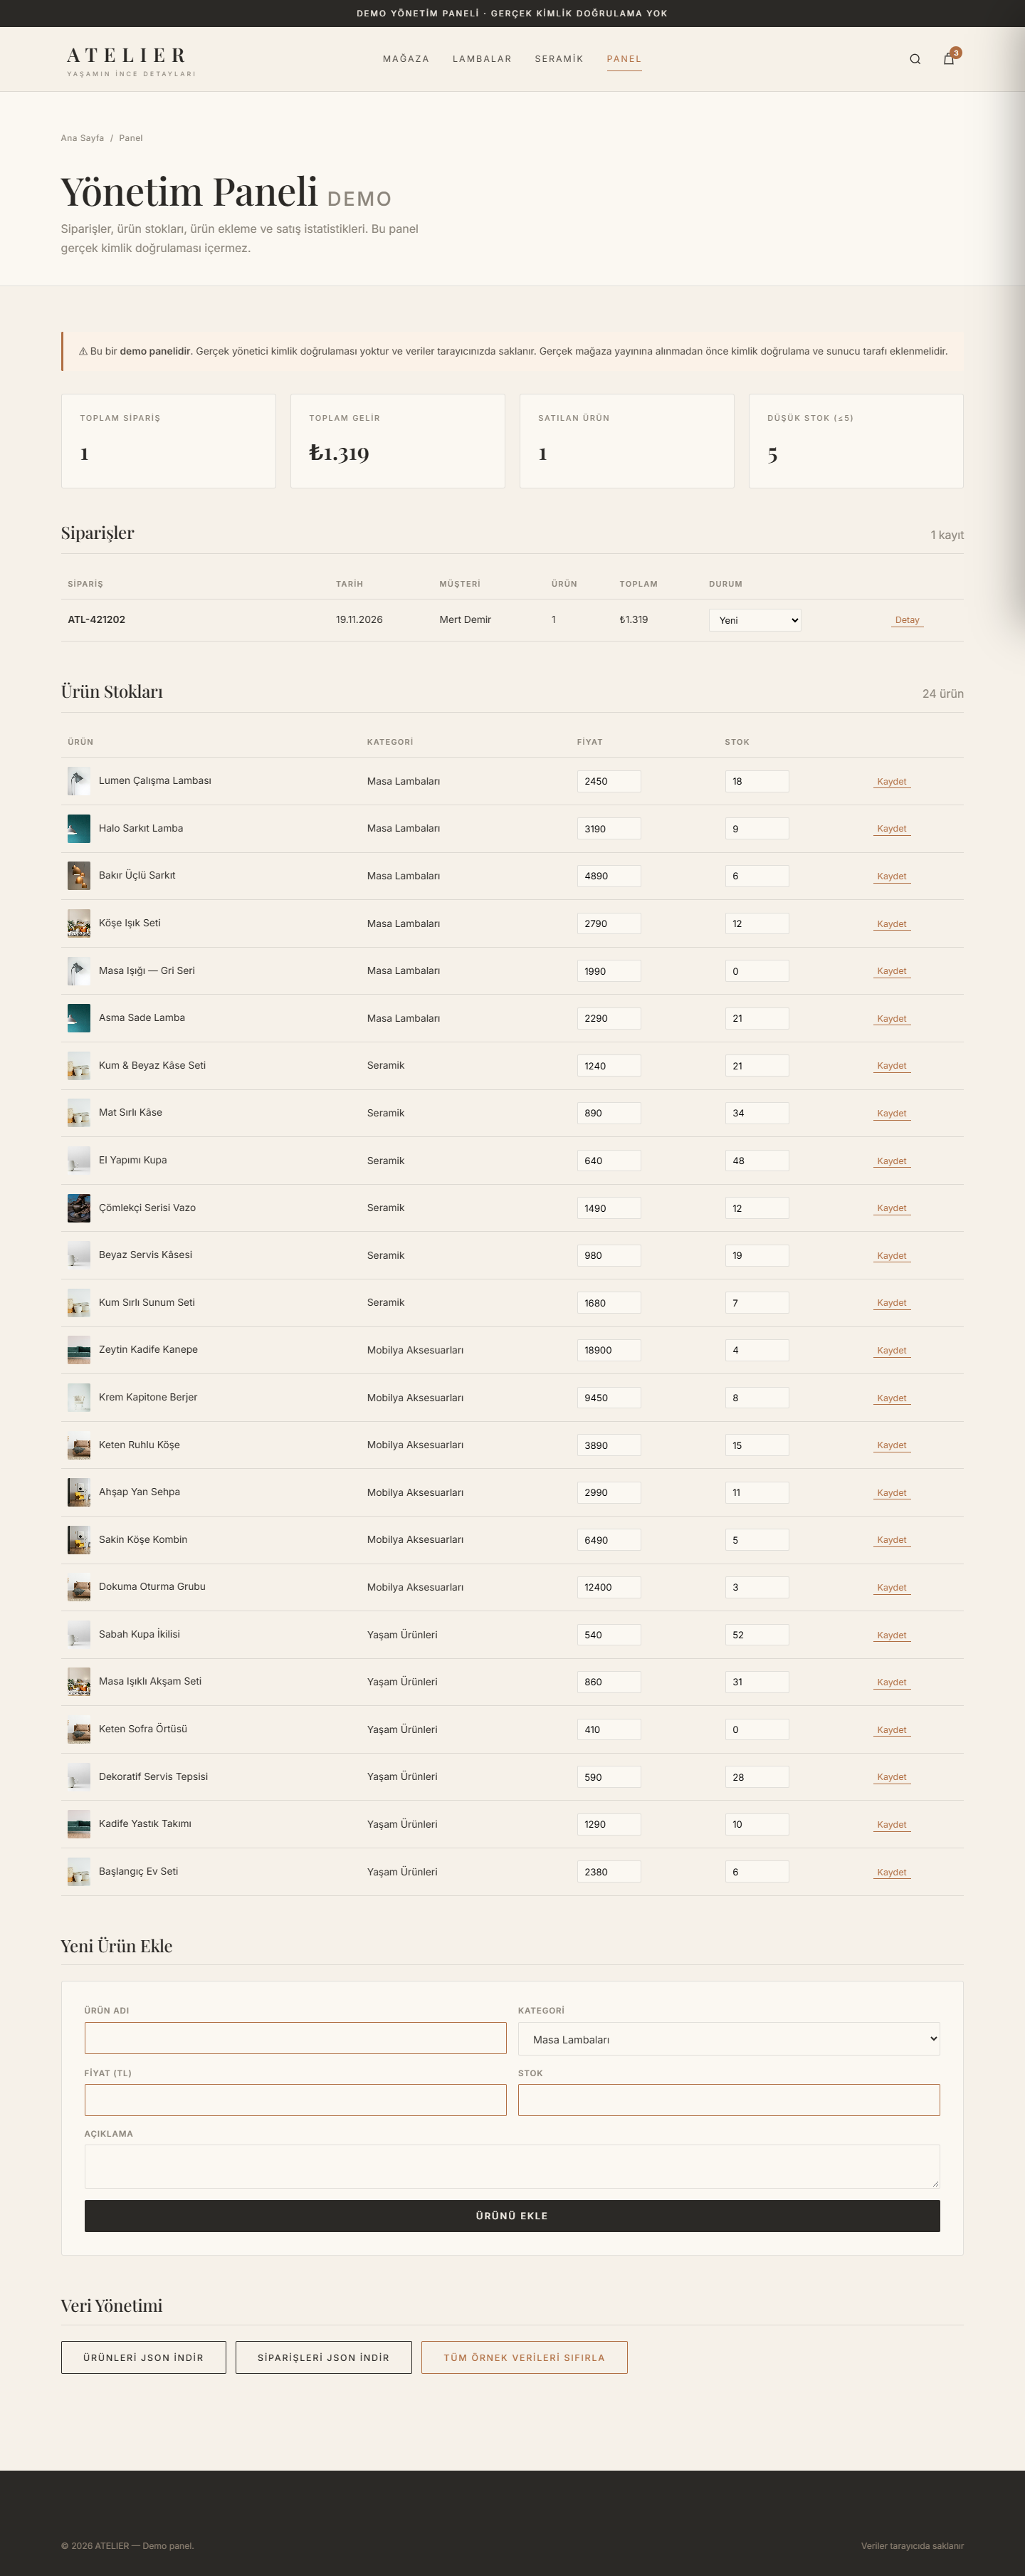 DEMO YÖNETİM PANELİ · GERÇEK KİMLİK DOĞRULAMA YOK
ATELIER
YAŞAMIN İNCE DETAYLARI
MAĞAZA LAMBALAR SERAMİK PANEL
3
Ana Sayfa / Panel
Yönetim Paneli DEMO
Siparişler, ürün stokları, ürün ekleme ve satış istatistikleri. Bu panel
gerçek kimlik doğrulaması içermez.
⚠ Bu bir demo panelidir. Gerçek yönetici kimlik doğrulaması yoktur ve veriler tarayıcınızda saklanır. Gerçek mağaza yayınına alınmadan önce kimlik doğrulama ve sunucu tarafı eklenmelidir.
TOPLAM SİPARİŞ
1
TOPLAM GELİR
₺1.319
SATILAN ÜRÜN
1
DÜŞÜK STOK (≤5)
5
Siparişler 1 kayıt
SİPARİŞ TARİH MÜŞTERİ ÜRÜN TOPLAM DURUM
ATL-421202 19.11.2026 Mert Demir 1 ₺1.319 Yeni Detay
Ürün Stokları 24 ürün
ÜRÜN KATEGORİ FİYAT STOK
Lumen Çalışma Lambası Masa Lambaları 2450 18 Kaydet
Halo Sarkıt Lamba Masa Lambaları 3190 9 Kaydet
Bakır Üçlü Sarkıt Masa Lambaları 4890 6 Kaydet
Köşe Işık Seti Masa Lambaları 2790 12 Kaydet
Masa Işığı — Gri Seri Masa Lambaları 1990 0 Kaydet
Asma Sade Lamba Masa Lambaları 2290 21 Kaydet
Kum & Beyaz Kâse Seti Seramik 1240 21 Kaydet
Mat Sırlı Kâse Seramik 890 34 Kaydet
El Yapımı Kupa Seramik 640 48 Kaydet
Çömlekçi Serisi Vazo Seramik 1490 12 Kaydet
Beyaz Servis Kâsesi Seramik 980 19 Kaydet
Kum Sırlı Sunum Seti Seramik 1680 7 Kaydet
Zeytin Kadife Kanepe Mobilya Aksesuarları 18900 4 Kaydet
Krem Kapitone Berjer Mobilya Aksesuarları 9450 8 Kaydet
Keten Ruhlu Köşe Mobilya Aksesuarları 3890 15 Kaydet
Ahşap Yan Sehpa Mobilya Aksesuarları 2990 11 Kaydet
Sakin Köşe Kombin Mobilya Aksesuarları 6490 5 Kaydet
Dokuma Oturma Grubu Mobilya Aksesuarları 12400 3 Kaydet
Sabah Kupa İkilisi Yaşam Ürünleri 540 52 Kaydet
Masa Işıklı Akşam Seti Yaşam Ürünleri 860 31 Kaydet
Keten Sofra Örtüsü Yaşam Ürünleri 410 0 Kaydet
Dekoratif Servis Tepsisi Yaşam Ürünleri 590 28 Kaydet
Kadife Yastık Takımı Yaşam Ürünleri 1290 10 Kaydet
Başlangıç Ev Seti Yaşam Ürünleri 2380 6 Kaydet
Yeni Ürün Ekle
ÜRÜN ADI KATEGORİ
Masa Lambaları
FİYAT (TL) STOK
AÇIKLAMA
ÜRÜNÜ EKLE
Veri Yönetimi
ÜRÜNLERİ JSON İNDİR SİPARİŞLERİ JSON İNDİR TÜM ÖRNEK VERİLERİ SIFIRLA
© 2026 ATELIER — Demo panel. Veriler tarayıcıda saklanır